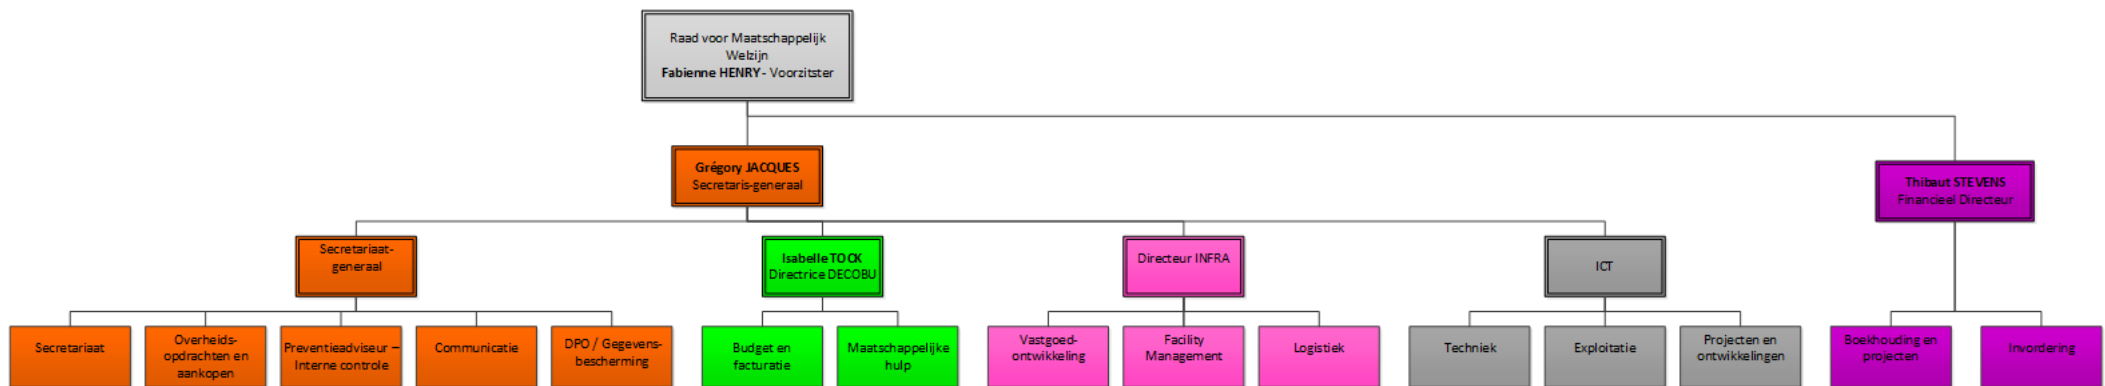 Raad voor Maatschappelijk
Welzijn
Fabienne HENRY - Voorzitster
Grégory JACQUES
Secretaris-generaal
Thibaut STEVENS
Financieel Directeur
Secretariaat-
generaal
Isabelle TOCK
Directrice DECOBU
Directeur INFRA
ICT
Secretariaat
Overheids-
opdrachten en
aankopen
Preventieadviseur –
Interne controle
Communicatie
DPO / Gegevens-
bescherming
Budget en
facturatie
Maatschappelijke
hulp
Vastgoed-
ontwikkeling
Facility
Management
Logistiek
Techniek
Exploitatie
Projecten en
ontwikkelingen
Boekhouding en
projecten
Invordering